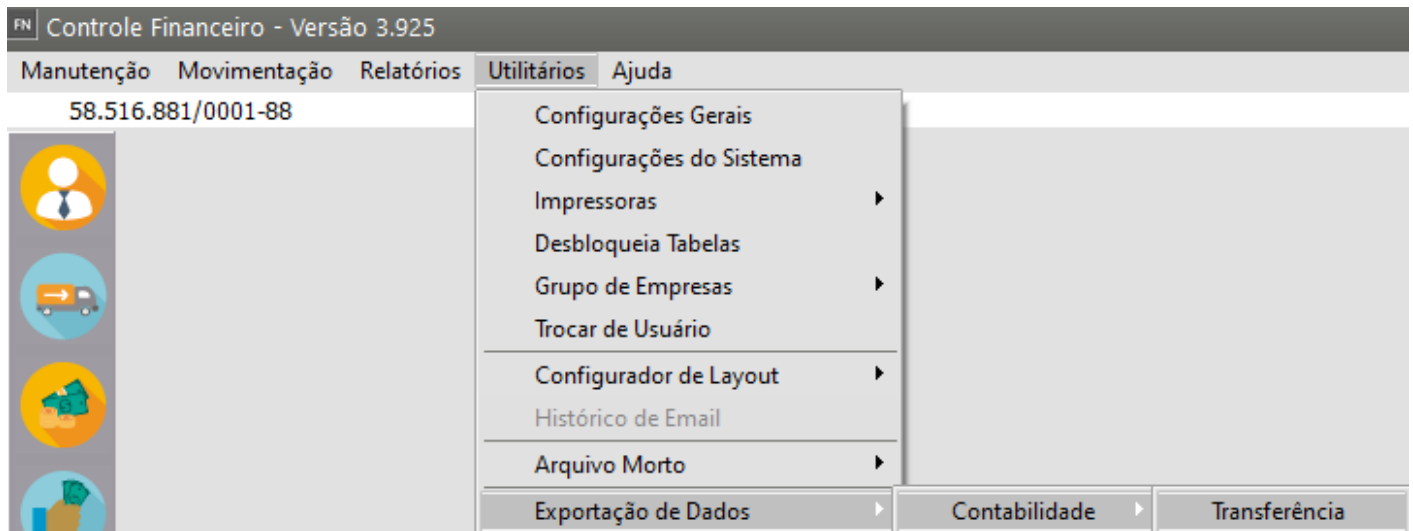 FN Controle Financeiro - Versão 3.925
Manutenção Movimentação Relatórios Utilitários Ajuda
58.516.881/0001-88
Configurações Gerais
Configurações do Sistema
Impressoras
Desbloqueia Tabelas
Grupo de Empresas
Trocar de Usuário
Configurador de Layout
Histórico de Email
Arquivo Morto
Exportação de Dados Contabilidade Transferência